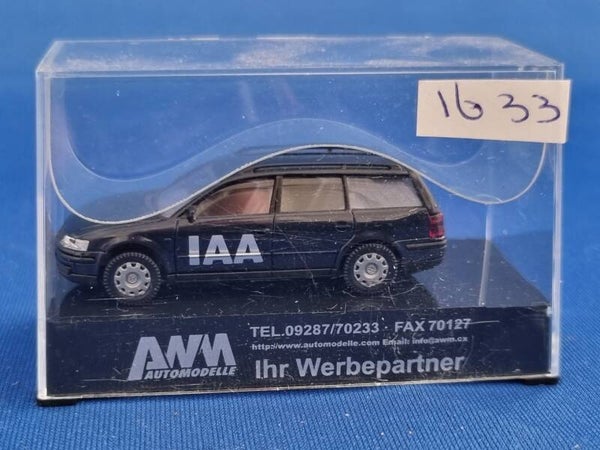 1633
IAA
TEL.09287/70233 · FAX 70127
http://www.automodelle.com Email: info@awm.cx
AWM
AUTOMODELLE
Ihr Werbepartner